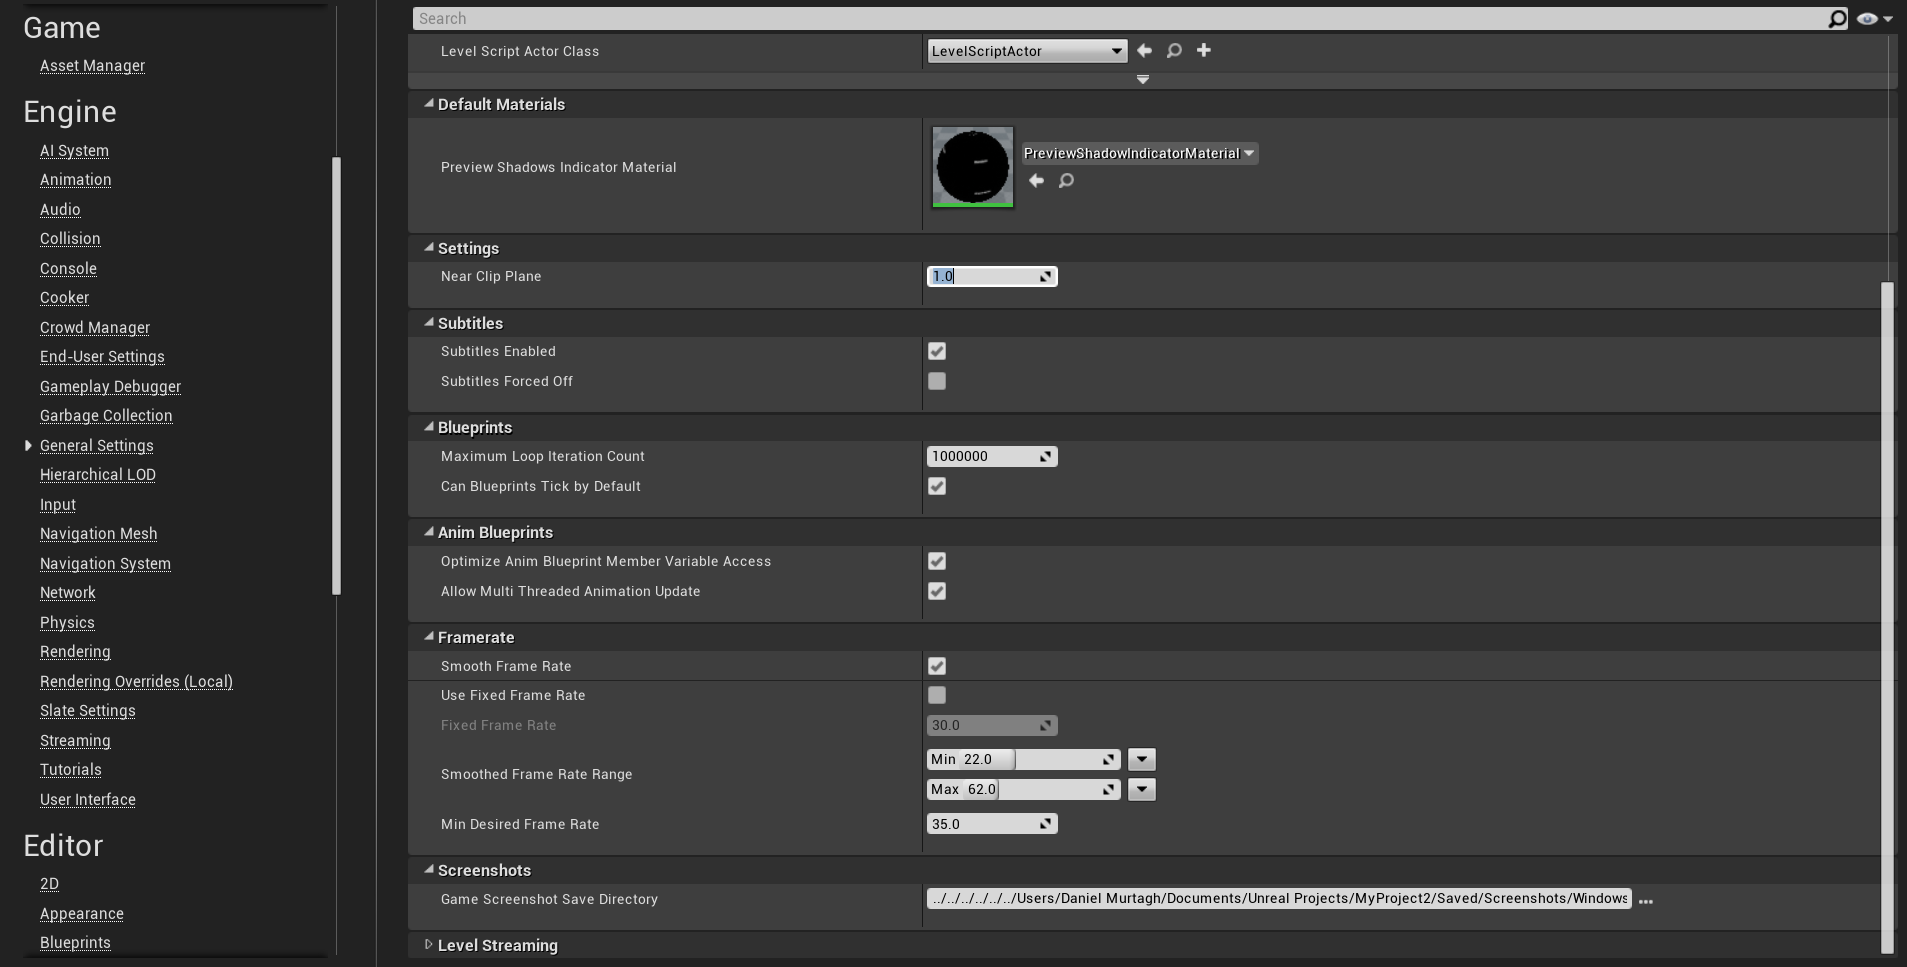 Game
Asset Manager
Engine
AI System
Animation
Audio
Collision
Console
Cooker
Crowd Manager
End-User Settings
Gameplay Debugger
Garbage Collection
General Settings
Hierarchical LOD
Input
Navigation Mesh
Navigation System
Network
Physics
Rendering
Rendering Overrides (Local)
Slate Settings
Streaming
Tutorials
User Interface
Editor
2D
Appearance
Blueprints
Search
Level Script Actor Class LevelScriptActor
Default Materials
Preview Shadows Indicator Material PreviewShadowIndicatorMaterial
Settings
Near Clip Plane 1.0
Subtitles
Subtitles Enabled
Subtitles Forced Off
Blueprints
Maximum Loop Iteration Count 1000000
Can Blueprints Tick by Default
Anim Blueprints
Optimize Anim Blueprint Member Variable Access
Allow Multi Threaded Animation Update
Framerate
Smooth Frame Rate
Use Fixed Frame Rate
Fixed Frame Rate 30.0
Smoothed Frame Rate Range Min 22.0
Max 62.0
Min Desired Frame Rate 35.0
Screenshots
Game Screenshot Save Directory ../../../../../../Users/Daniel Murtagh/Documents/Unreal Projects/MyProject2/Saved/Screenshots/Windows ...
Level Streaming